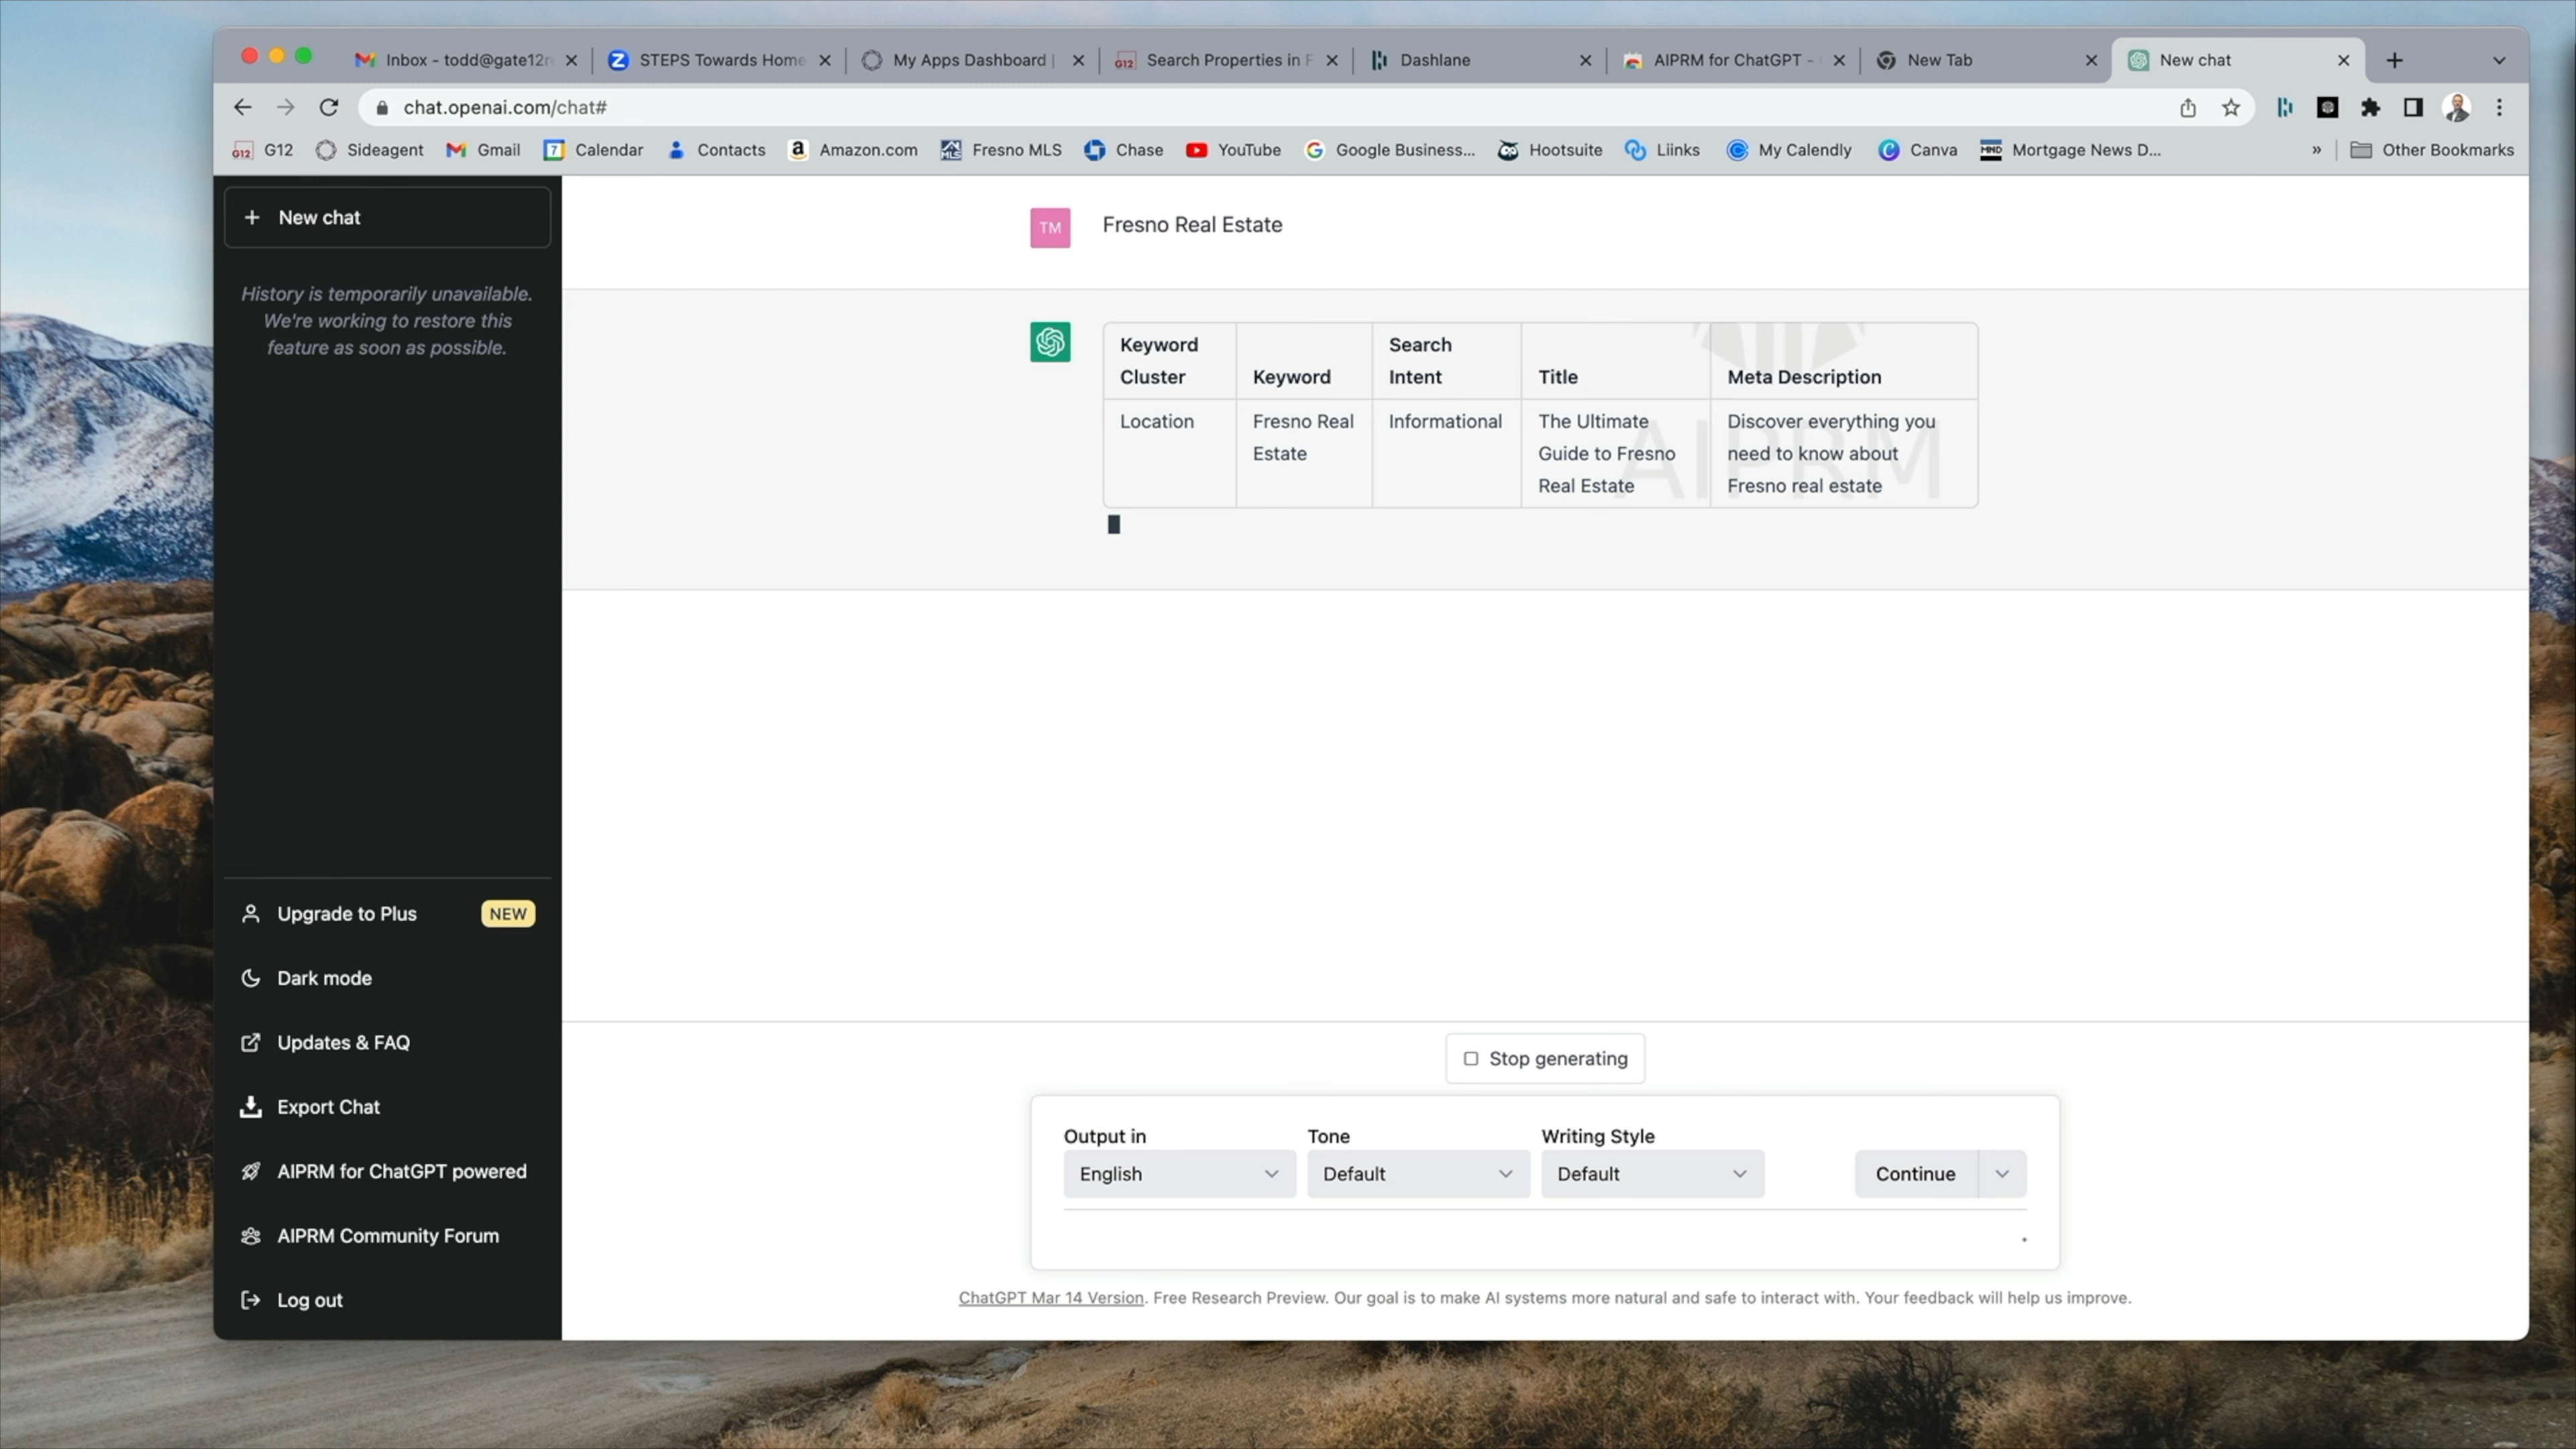 Inbox - todd@gate12r
STEPS Towards Home
My Apps Dashboard |
G12 Search Properties in F
Dashlane
AIPRM for ChatGPT -
New Tab
New chat
chat.openai.com/chat#
G12 G12
Sideagent
Gmail
7 Calendar
Contacts
a Amazon.com
MLS Fresno MLS
Chase
YouTube
G Google Business...
Hootsuite
Liinks
My Calendly
C Canva
MND Mortgage News D...
»
Other Bookmarks
+ New chat
History is temporarily unavailable.
We're working to restore this
feature as soon as possible.
Upgrade to Plus NEW
Dark mode
Updates & FAQ
Export Chat
AIPRM for ChatGPT powered
AIPRM Community Forum
Log out
TM Fresno Real Estate
Keyword
Cluster
Keyword
Search
Intent
Title
Meta Description
Location
Fresno Real
Estate
Informational
The Ultimate
Guide to Fresno
Real Estate
Discover everything you
need to know about
Fresno real estate
AIPRM
Stop generating
Output in
English
Tone
Default
Writing Style
Default
Continue
ChatGPT Mar 14 Version. Free Research Preview. Our goal is to make AI systems more natural and safe to interact with. Your feedback will help us improve.